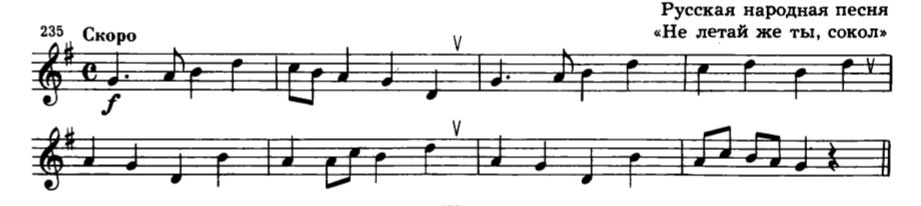 Русская народная песня
235 Скоро «Не летай же ты, сокол»
f